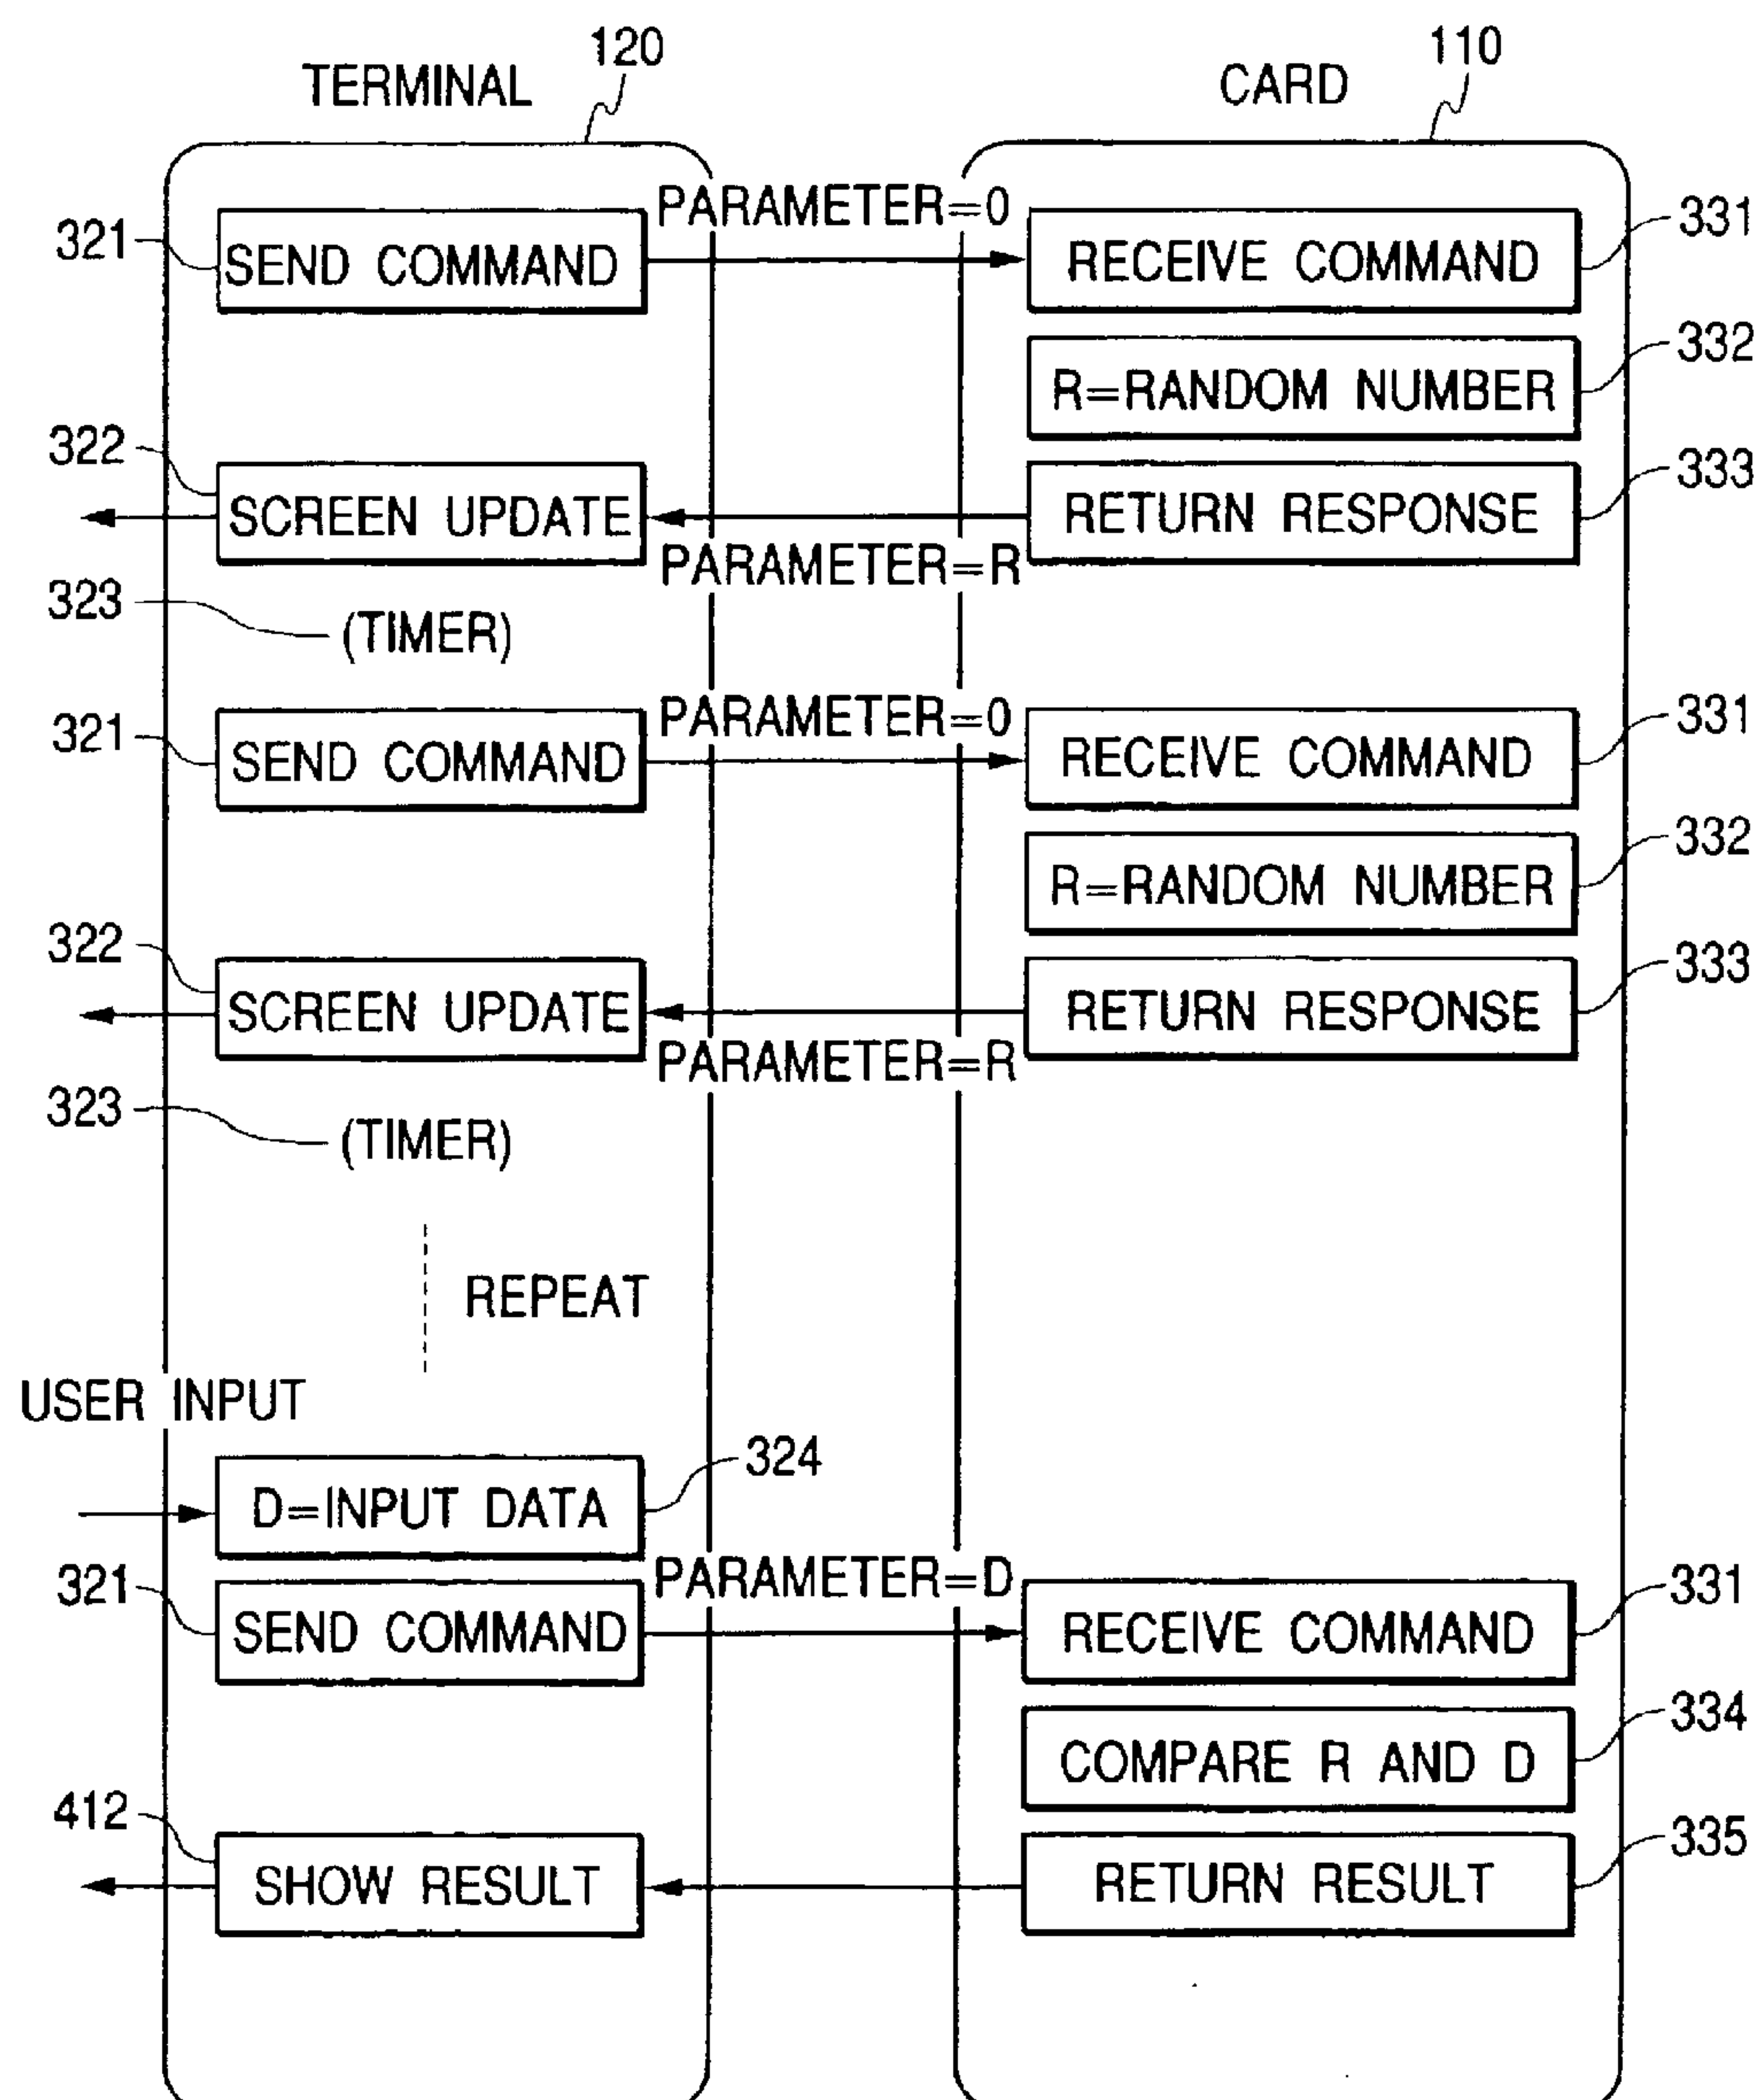 120
110
TERMINAL
CARD
PARAMETER=0
321
SEND COMMAND
RECEIVE COMMAND
331
R=RANDOM NUMBER
332
322
SCREEN UPDATE
RETURN RESPONSE
333
PARAMETER=R
323
(TIMER)
PARAMETER=0
321
SEND COMMAND
RECEIVE COMMAND
331
R=RANDOM NUMBER
332
322
SCREEN UPDATE
RETURN RESPONSE
333
PARAMETER=R
323
(TIMER)
REPEAT
USER INPUT
D=INPUT DATA
324
PARAMETER=D
321
SEND COMMAND
RECEIVE COMMAND
331
COMPARE R AND D
334
412
SHOW RESULT
RETURN RESULT
335